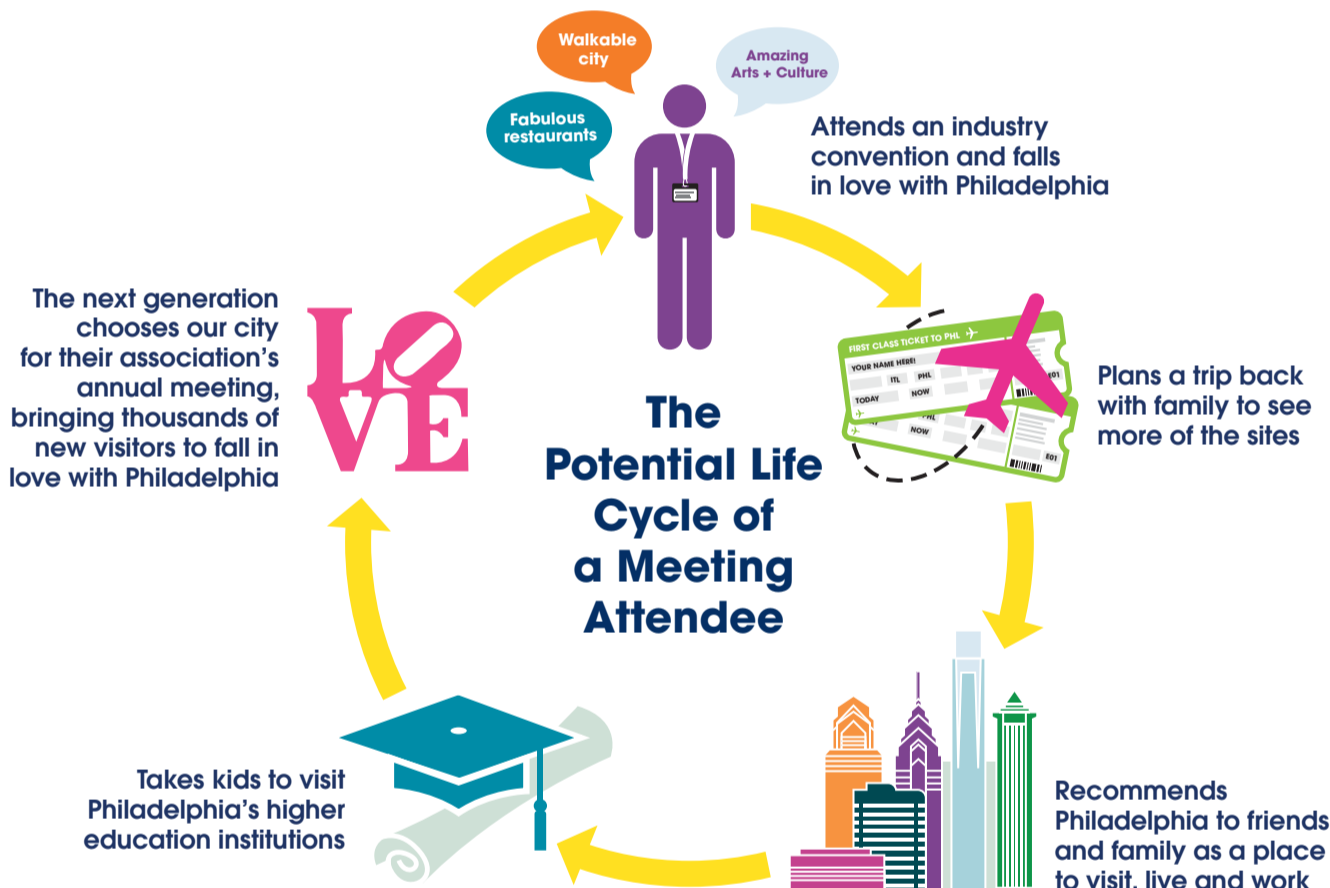 Walkable
city
Amazing
Arts + Culture
Fabulous
restaurants
Attends an industry
convention and falls
in love with Philadelphia
FIRST CLASS TICKET TO PHL
YOUR NAME HERE!
ITL PHL
TODAY NOW
E01
NOW
E01
Plans a trip back
with family to see
more of the sites
The
Potential Life
Cycle of
a Meeting
Attendee
Recommends
Philadelphia to friends
and family as a place
to visit, live and work
Takes kids to visit
Philadelphia's higher
education institutions
The next generation
chooses our city
for their association's
annual meeting,
bringing thousands of
new visitors to fall in
love with Philadelphia
LO
VE